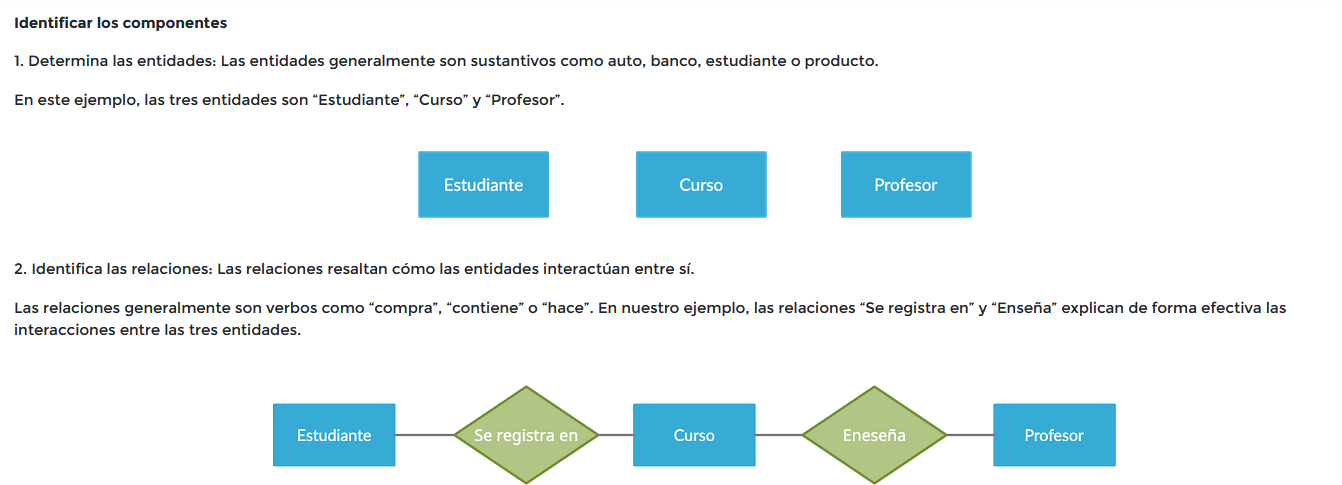 Identificar los componentes
1. Determina las entidades: Las entidades generalmente son sustantivos como auto, banco, estudiante o producto.
En este ejemplo, las tres entidades son “Estudiante”, “Curso” y “Profesor”.
Estudiante
Curso
Profesor
2. Identifica las relaciones: Las relaciones resaltan cómo las entidades interactúan entre sí.
Las relaciones generalmente son verbos como “compra”, “contiene” o “hace”. En nuestro ejemplo, las relaciones “Se registra en” y “Enseña” explican de forma efectiva las
interacciones entre las tres entidades.
Estudiante
Se registra en
Curso
Eneseña
Profesor